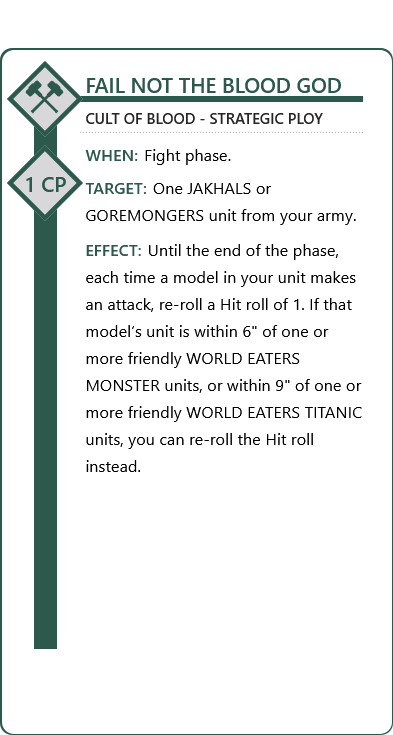 FAIL NOT THE BLOOD GOD
CULT OF BLOOD - STRATEGIC PLOY
1 CP
WHEN: Fight phase.
TARGET: One JAKHALS or
GOREMONGERS unit from your army.
EFFECT: Until the end of the phase,
each time a model in your unit makes
an attack, re-roll a Hit roll of 1. If that
model’s unit is within 6" of one or
more friendly WORLD EATERS
MONSTER units, or within 9" of one or
more friendly WORLD EATERS TITANIC
units, you can re-roll the Hit roll
instead.